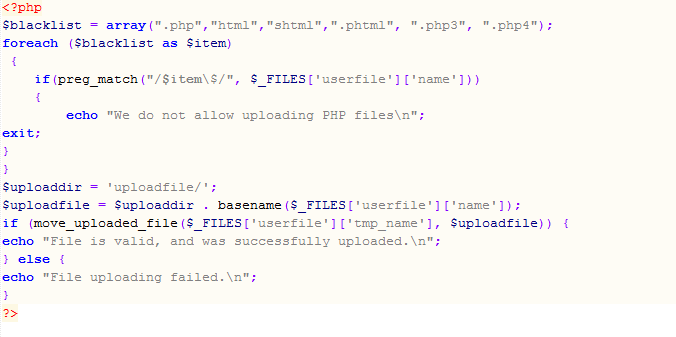 <?php
$blacklist = array(".php","html","shtml",".phtml", ".php3", ".php4");
foreach ($blacklist as $item)
{
if(preg_match("/$item\$/", $_FILES['userfile']['name']))
{
echo "We do not allow uploading PHP files\n";
exit;
}
}
$uploaddir = 'uploadfile/';
$uploadfile = $uploaddir . basename($_FILES['userfile']['name']);
if (move_uploaded_file($_FILES['userfile']['tmp_name'], $uploadfile)) {
echo "File is valid, and was successfully uploaded.\n";
} else {
echo "File uploading failed.\n";
}
?>